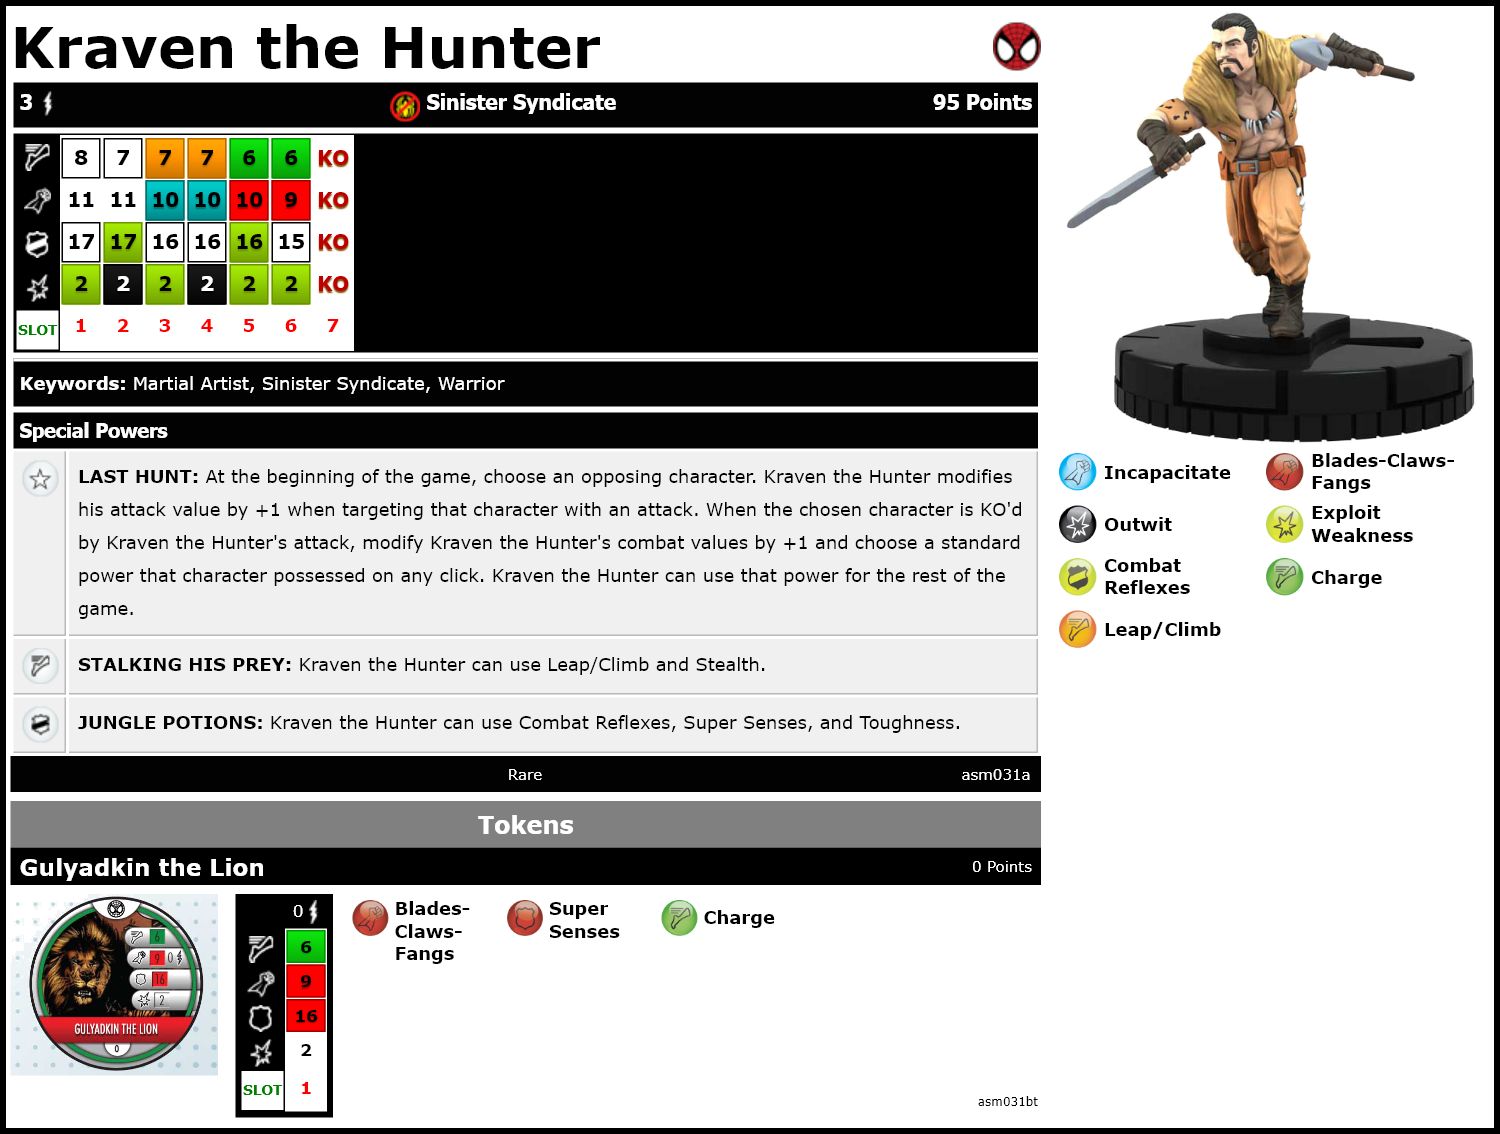 Kraven the Hunter
3 Sinister Syndicate 95 Points
8 7 7 7 6 6 KO
11 11 10 10 10 9 KO
17 17 16 16 16 15 KO
2 2 2 2 2 2 KO
SLOT 1 2 3 4 5 6 7
Keywords: Martial Artist, Sinister Syndicate, Warrior
Special Powers
LAST HUNT: At the beginning of the game, choose an opposing character. Kraven the Hunter modifies
his attack value by +1 when targeting that character with an attack. When the chosen character is KO'd
by Kraven the Hunter's attack, modify Kraven the Hunter's combat values by +1 and choose a standard
power that character possessed on any click. Kraven the Hunter can use that power for the rest of the
game.
STALKING HIS PREY: Kraven the Hunter can use Leap/Climb and Stealth.
JUNGLE POTIONS: Kraven the Hunter can use Combat Reflexes, Super Senses, and Toughness.
Rare asm031a
Incapacitate
Blades-Claws-
Fangs
Outwit
Exploit
Weakness
Combat
Reflexes
Charge
Leap/Climb
Tokens
Gulyadkin the Lion 0 Points
6
9 0
16
2
GULYADKIN THE LION
0
0
6
9
16
2
SLOT 1
Blades-
Claws-
Fangs
Super
Senses
Charge
asm031bt